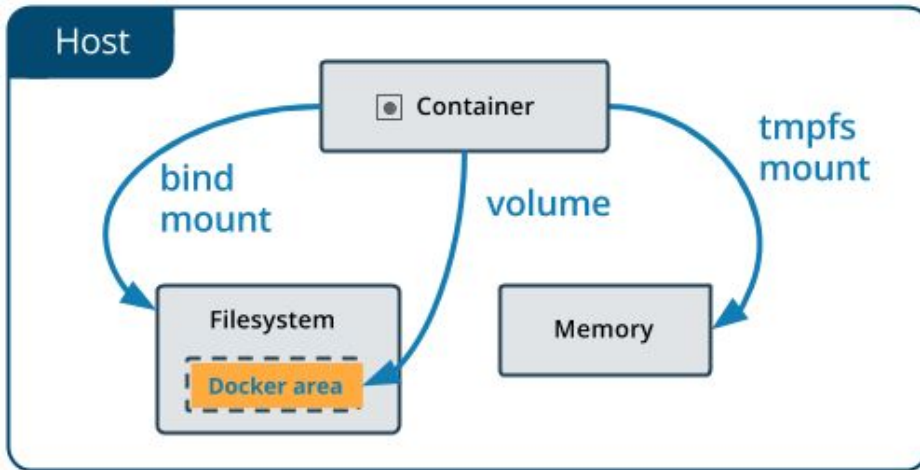 Host
Container
bind
mount
volume
tmpfs
mount
Filesystem
Docker area
Memory